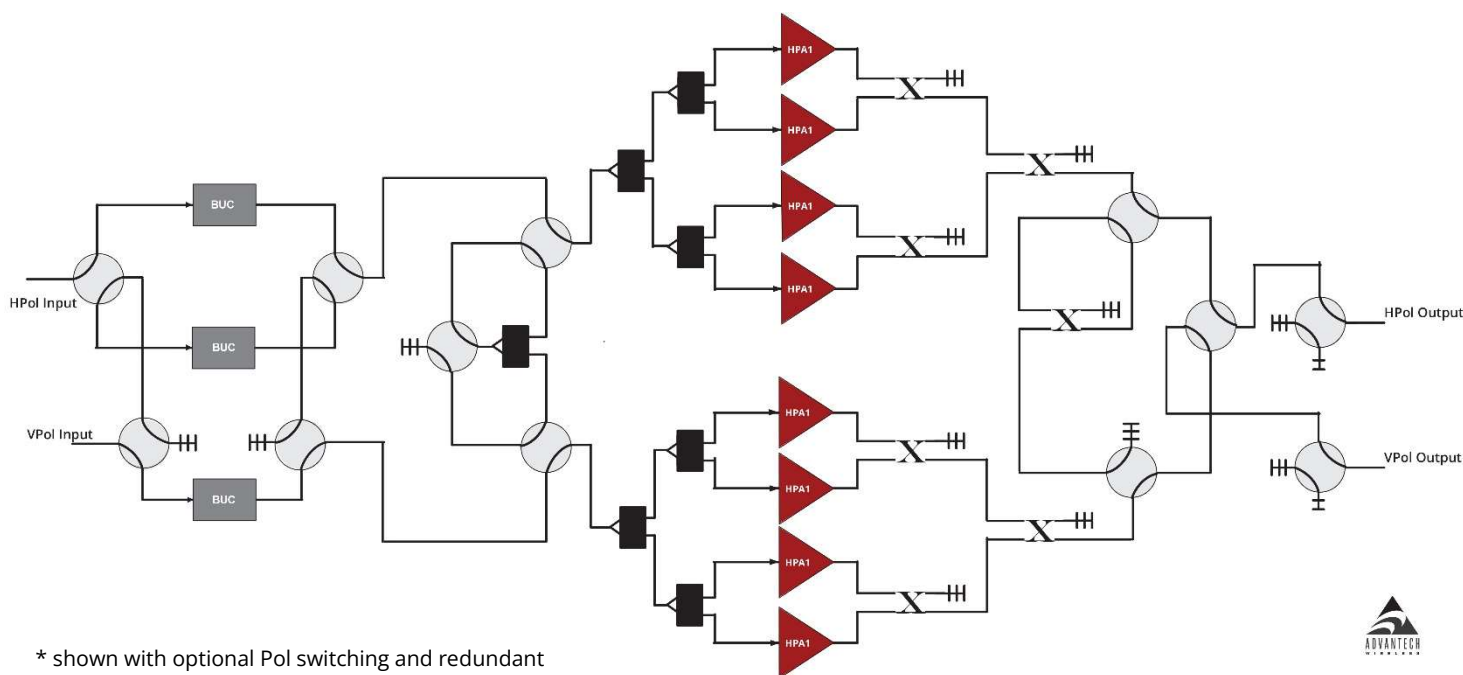 HPA1
HPA1
HPA1
HPA1
BUC
HPol Input
BUC
VPol Input
BUC
HPA1
HPA1
HPA1
HPA1
HPol Output
VPol Output
ADVANTECH
WIRELESS
* shown with optional Pol switching and redundant